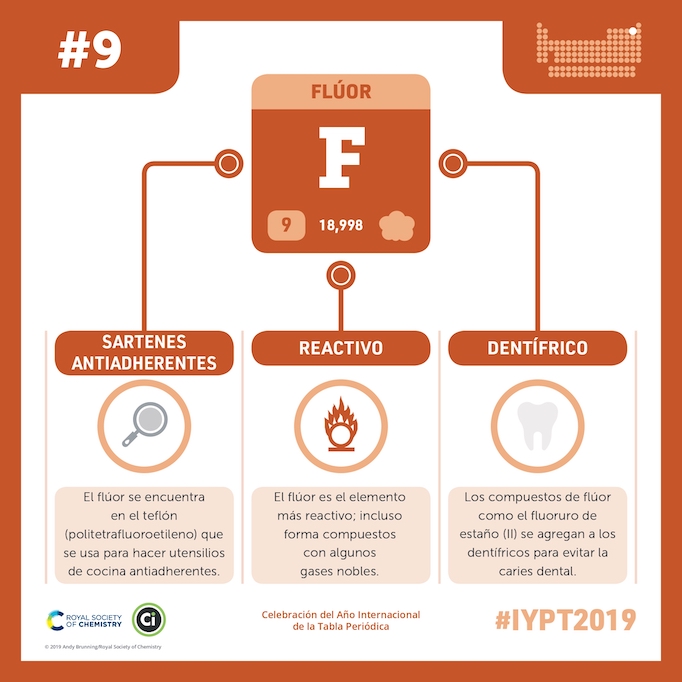 #9
FLÚOR
F
9
18,998
SARTENES
ANTIADHERENTES
REACTIVO
DENTÍFRICO
El flúor se encuentra
en el teflón
(politetrafluoroetileno) que
se usa para hacer utensilios
de cocina antiadherentes.
El flúor es el elemento
más reactivo; incluso
forma compuestos
con algunos
gases nobles.
Los compuestos de flúor
como el fluoruro de
estaño (II) se agregan a los
dentífricos para evitar la
caries dental.
ROYAL SOCIETY
OF CHEMISTRY
Ci
Celebración del Año Internacional
de la Tabla Periódica
#IYPT2019
© 2019 Andy Brunning/Royal Society of Chemistry